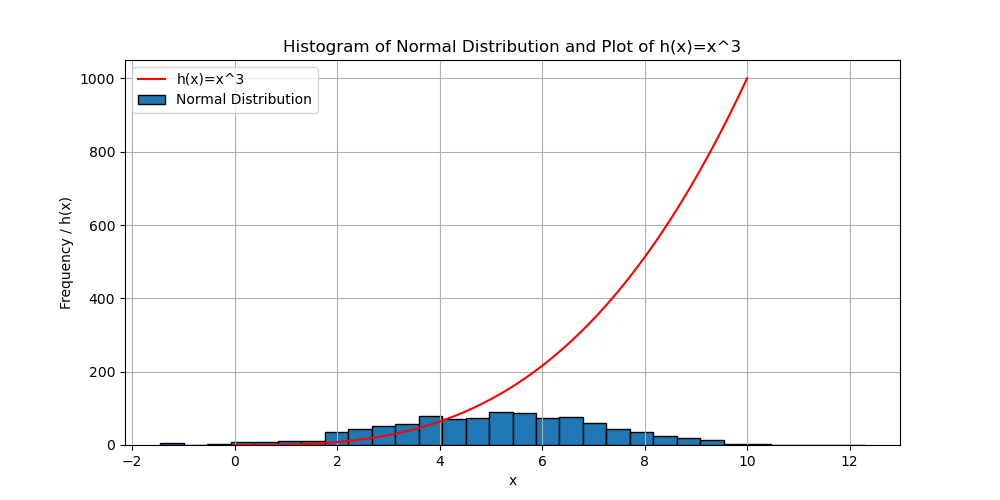 Histogram of Normal Distribution and Plot of h(x)=x^3
h(x)=x^3
Normal Distribution
Frequency / h(x)
1000
800
600
400
200
0
−2 0 2 4 6 8 10 12
x